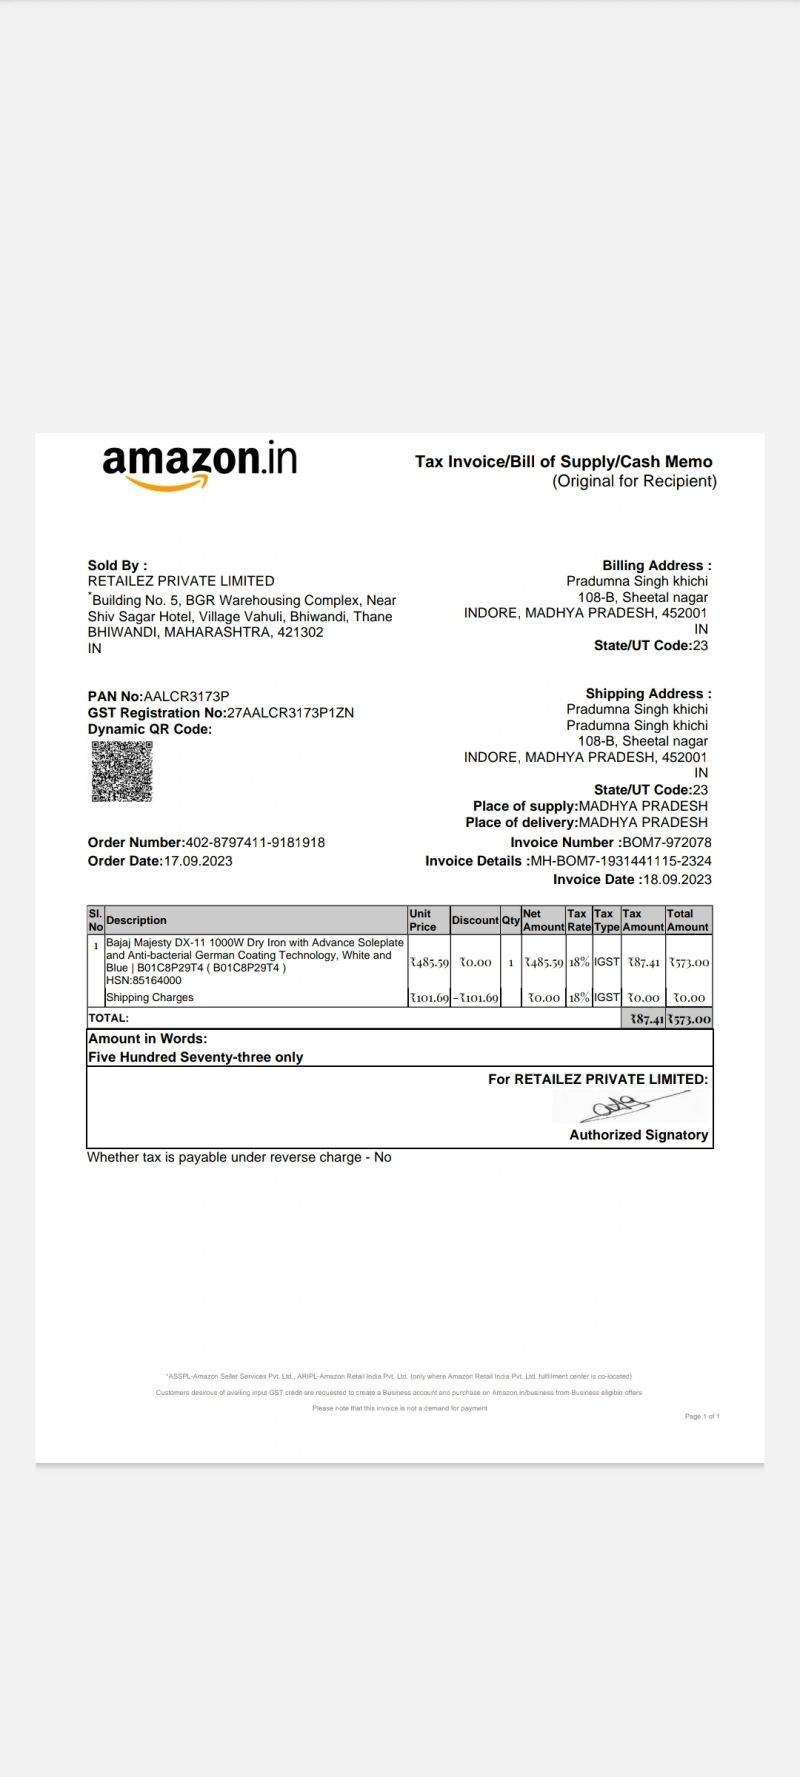 amazon.in
Tax Invoice/Bill of Supply/Cash Memo
(Original for Recipient)
Sold By :
RETAILEZ PRIVATE LIMITED
*Building No. 5, BGR Warehousing Complex, Near
Shiv Sagar Hotel, Village Vahuli, Bhiwandi, Thane
BHIWANDI, MAHARASHTRA, 421302
IN
Billing Address :
Pradumna Singh khichi
108-B, Sheetal nagar
INDORE, MADHYA PRADESH, 452001
IN
State/UT Code:23
PAN No:AALCR3173P
GST Registration No:27AALCR3173P1ZN
Dynamic QR Code:
Shipping Address :
Pradumna Singh khichi
Pradumna Singh khichi
108-B, Sheetal nagar
INDORE, MADHYA PRADESH, 452001
IN
State/UT Code:23
Place of supply:MADHYA PRADESH
Place of delivery:MADHYA PRADESH
Order Number:402-8797411-9181918
Order Date:17.09.2023
Invoice Number :BOM7-972078
Invoice Details :MH-BOM7-1931441115-2324
Invoice Date :18.09.2023
Sl. No Description Unit Price Discount Qty Net Amount Tax Rate Tax Type Tax Amount Total Amount
1 Bajaj Majesty DX-11 1000W Dry Iron with Advance Soleplate
and Anti-bacterial German Coating Technology, White and
Blue | B01C8P29T4 ( B01C8P29T4 )
HSN:85164000
₹485.59 ₹0.00 1 ₹485.59 18% IGST ₹87.41 ₹573.00
Shipping Charges ₹101.69 -₹101.69 ₹0.00 18% IGST ₹0.00 ₹0.00
TOTAL: ₹87.41 ₹573.00
Amount in Words:
Five Hundred Seventy-three only
For RETAILEZ PRIVATE LIMITED:
Authorized Signatory
Whether tax is payable under reverse charge - No
*ASSPL-Amazon Seller Services Pvt. Ltd., ARIPL-Amazon Retail India Pvt. Ltd. (only where Amazon Retail India Pvt. Ltd. fulfillment center is co-located)
Customers desirous of availing input GST credit are requested to create a Business account and purchase on Amazon.in/business from Business eligible offers
Please note that this invoice is not a demand for payment
Page 1 of 1